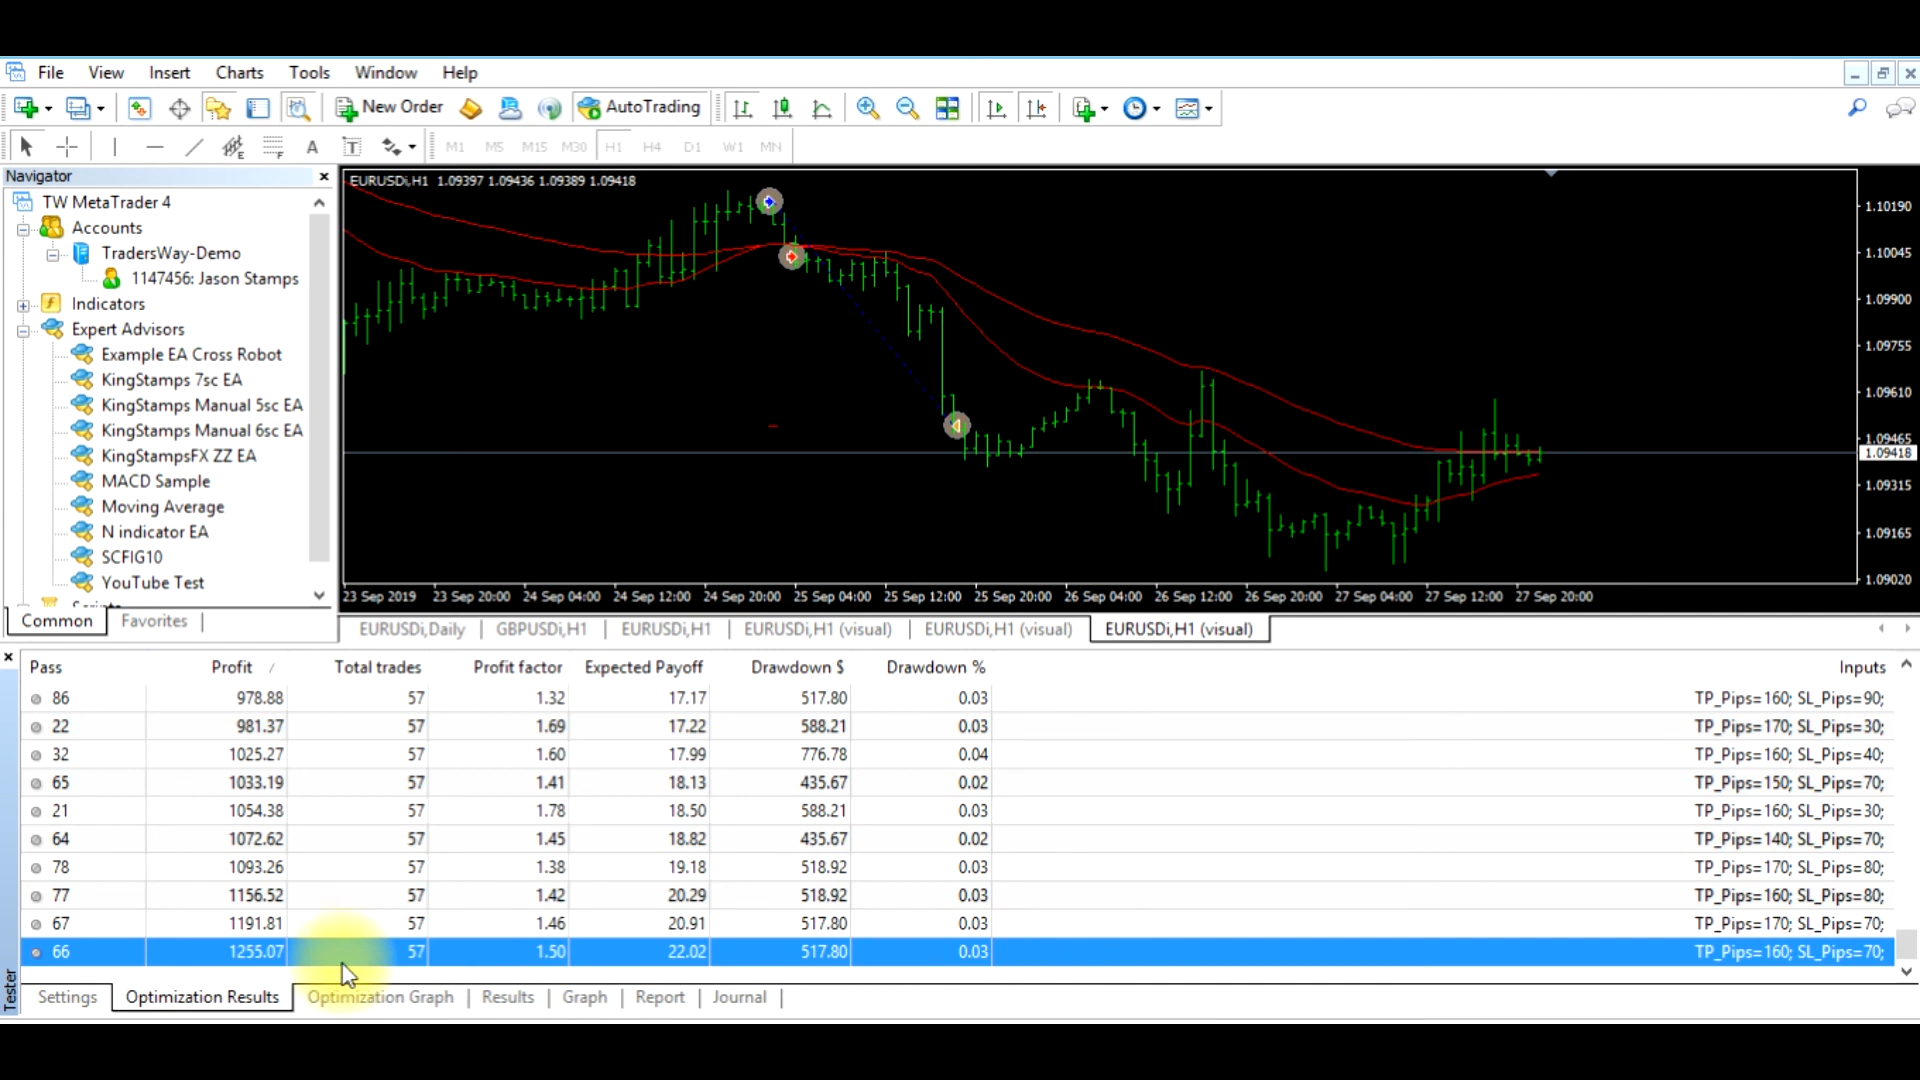 File View Insert Charts Tools Window Help
New Order AutoTrading
A T M1 M5 M15 M30 H1 H4 D1 W1 MN
Navigator
TW MetaTrader 4
Accounts
TradersWay-Demo
1147456: Jason Stamps
Indicators
Expert Advisors
Example EA Cross Robot
KingStamps 7sc EA
KingStamps Manual 5sc EA
KingStamps Manual 6sc EA
KingStampsFX ZZ EA
MACD Sample
Moving Average
N indicator EA
SCFIG10
YouTube Test
Common Favorites
EURUSDi,H1 1.09397 1.09436 1.09389 1.09418
1.10190
1.10045
1.09900
1.09755
1.09610
1.09465
1.09418
1.09315
1.09165
1.09020
23 Sep 2019 23 Sep 20:00 24 Sep 04:00 24 Sep 12:00 24 Sep 20:00 25 Sep 04:00 25 Sep 12:00 25 Sep 20:00 26 Sep 04:00 26 Sep 12:00 26 Sep 20:00 27 Sep 04:00 27 Sep 12:00 27 Sep 20:00
EURUSDi,Daily GBPUSDi,H1 EURUSDi,H1 EURUSDi,H1 (visual) EURUSDi,H1 (visual) EURUSDi,H1 (visual)
Pass Profit Total trades Profit factor Expected Payoff Drawdown $ Drawdown % Inputs
86 978.88 57 1.32 17.17 517.80 0.03 TP_Pips=160; SL_Pips=90;
22 981.37 57 1.69 17.22 588.21 0.03 TP_Pips=170; SL_Pips=30;
32 1025.27 57 1.60 17.99 776.78 0.04 TP_Pips=160; SL_Pips=40;
65 1033.19 57 1.41 18.13 435.67 0.02 TP_Pips=150; SL_Pips=70;
21 1054.38 57 1.78 18.50 588.21 0.03 TP_Pips=160; SL_Pips=30;
64 1072.62 57 1.45 18.82 435.67 0.02 TP_Pips=140; SL_Pips=70;
78 1093.26 57 1.38 19.18 518.92 0.03 TP_Pips=170; SL_Pips=80;
77 1156.52 57 1.42 20.29 518.92 0.03 TP_Pips=160; SL_Pips=80;
67 1191.81 57 1.46 20.91 517.80 0.03 TP_Pips=170; SL_Pips=70;
66 1255.07 57 1.50 22.02 517.80 0.03 TP_Pips=160; SL_Pips=70;
Tester
Settings Optimization Results Optimization Graph Results Graph Report Journal